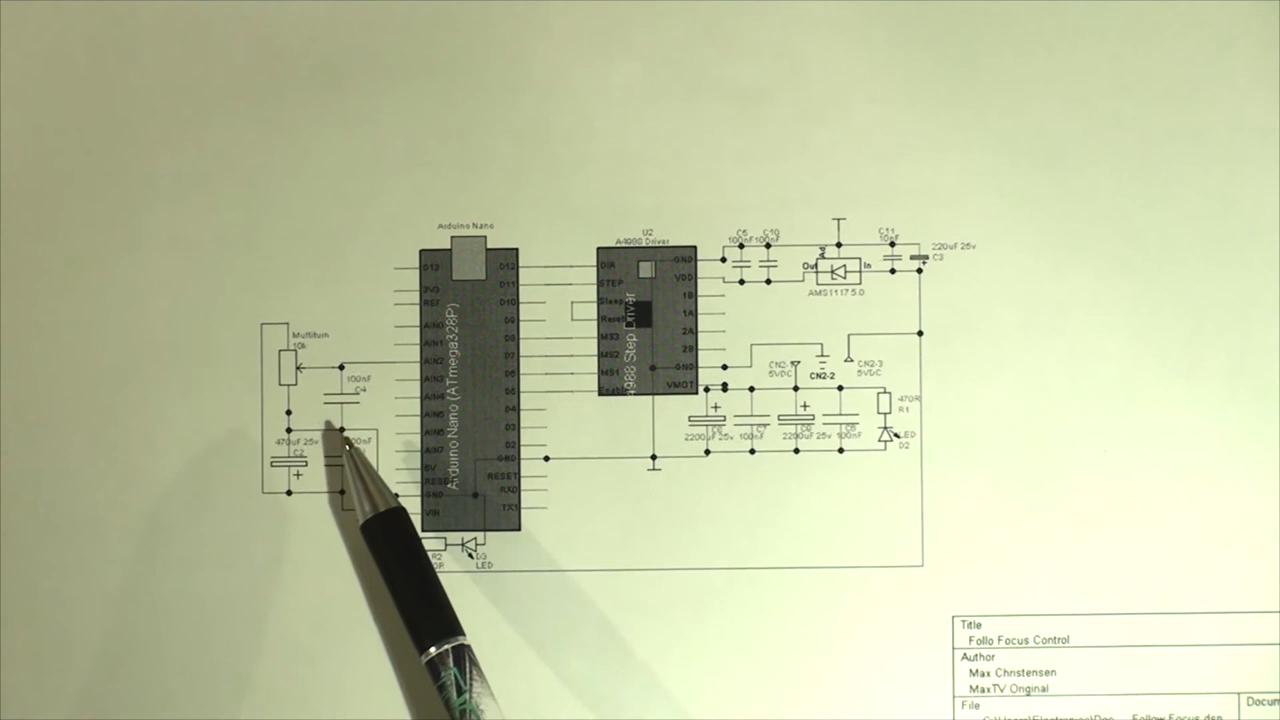 Arduino Nano
D13
3V3
REF
AIN0
AIN1
AIN2
AIN3
AIN4
AIN5
AIN6
AIN7
5V
RESET
GND
VIN
D12
D11
D10
D9
D8
D7
D6
D5
D4
D3
D2
GND
RESET
RX0
TX1
Arduino Nano (ATmega328P)
Multiturn
10k
100nF
C4
470uF 25v
C2
R2
D3
LED
U2
A4988 Driver
DIR
STEP
Sleep
Reset
MS3
MS2
MS1
GND
VDD
1B
1A
2A
2B
GND
VMOT
4988 Step Driver
C5
100nF
C10
100nF
Ad
Out
In
AMS1117 5.0
C11
10nF
220uF 25v
C3
CN2-1
5VDC
CN2-2
CN2-3
5VDC
2200uF 25v
C7
100nF
2200uF 25v
100nF
470R
R1
LED
D2
Title
Follo Focus Control
Author
Max Christensen
MaxTV Original
File
Follow Focus.dsn
Docum